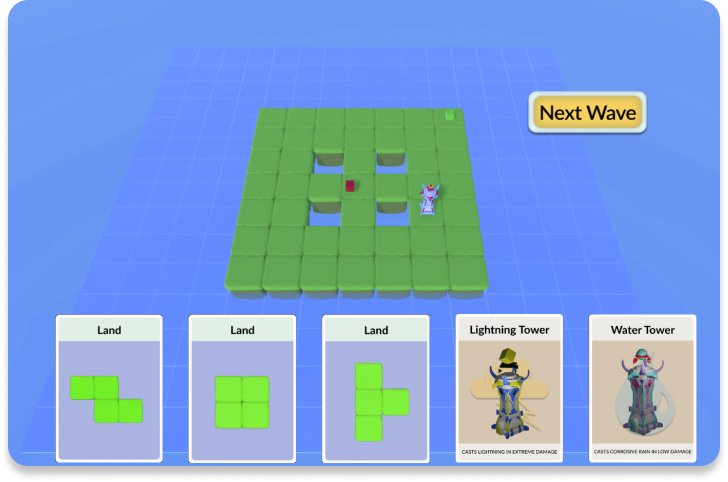 Next Wave
Land
Land
Land
Lightning Tower
Water Tower
CASTS LIGHTNING IN EXTREME DAMAGE
CASTS CORROSIVE RAIN IN LOW DAMAGE